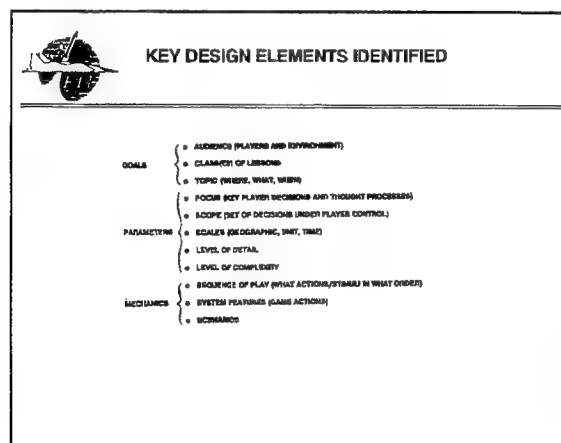 KEY DESIGN ELEMENTS IDENTIFIED
GOALS
• AUDIENCE (PLAYERS AND ENVIRONMENT)
• CLASS(ES) OF LESSONS
• TOPIC (WHERE, WHAT, WHEN)
PARAMETERS
• FOCUS (KEY PLAYER DECISIONS AND THOUGHT PROCESSES)
• SCOPE (SET OF DECISIONS UNDER PLAYER CONTROL)
• SCALES (GEOGRAPHIC, UNIT, TIME)
• LEVEL OF DETAIL
• LEVEL OF COMPLEXITY
MECHANICS
• SEQUENCE OF PLAY (WHAT ACTIONS/STIMULI IN WHAT ORDER)
• SYSTEM FEATURES (GAME ACTIONS)
• SCENARIOS